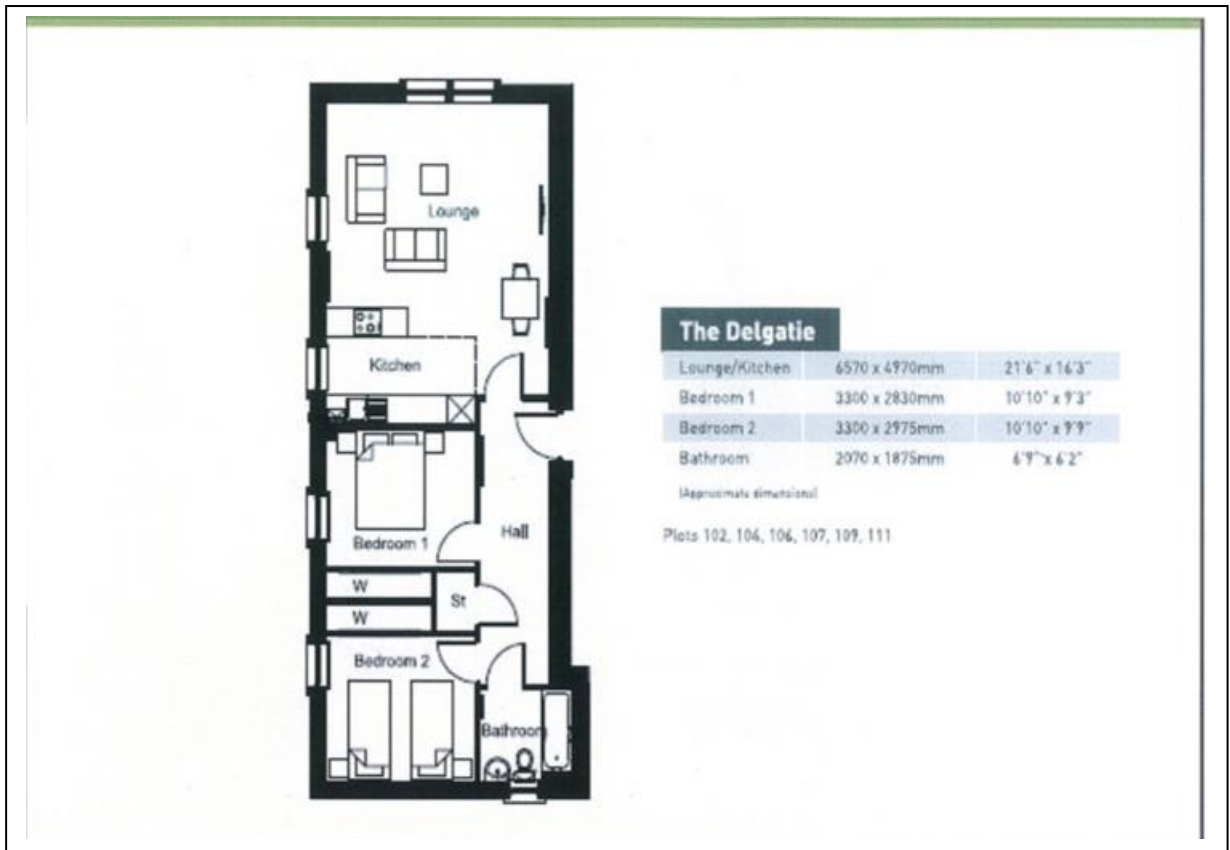 Lounge
Kitchen
Bedroom 1
Hall
W
St
W
Bedroom 2
Bathroom
The Delgatie
Lounge/Kitchen 6570 x 4970mm 21'6" x 16'3"
Bedroom 1 3300 x 2830mm 10'10" x 9'3"
Bedroom 2 3300 x 2975mm 10'10" x 9'9"
Bathroom 2070 x 1875mm 6'9" x 6'2"
(Approximate dimensions)
Plots 102, 104, 106, 107, 109, 111